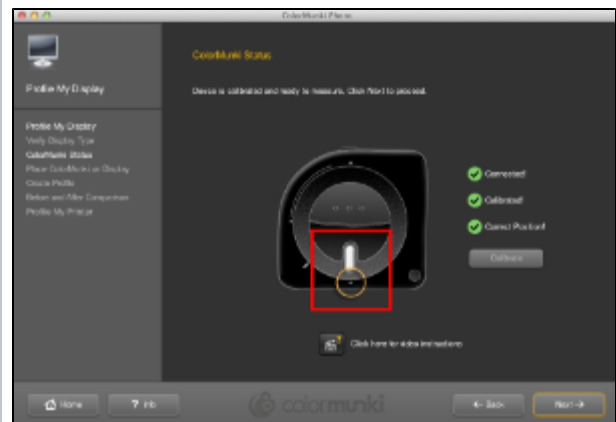 ColorMunki Photo
ColorMunki Status
Profile My Display
Device is calibrated and ready to measure. Click Next to proceed.
Profile My Display
Verify Display Type
ColorMunki Status
Place ColorMunki on Display
Create Profile
Before and After Comparison
Profile My Printer
Connected!
Calibrated!
Correct Position!
Calibrate
Click here for video instructions
Home
? Info
colormunki
← Back
Next →